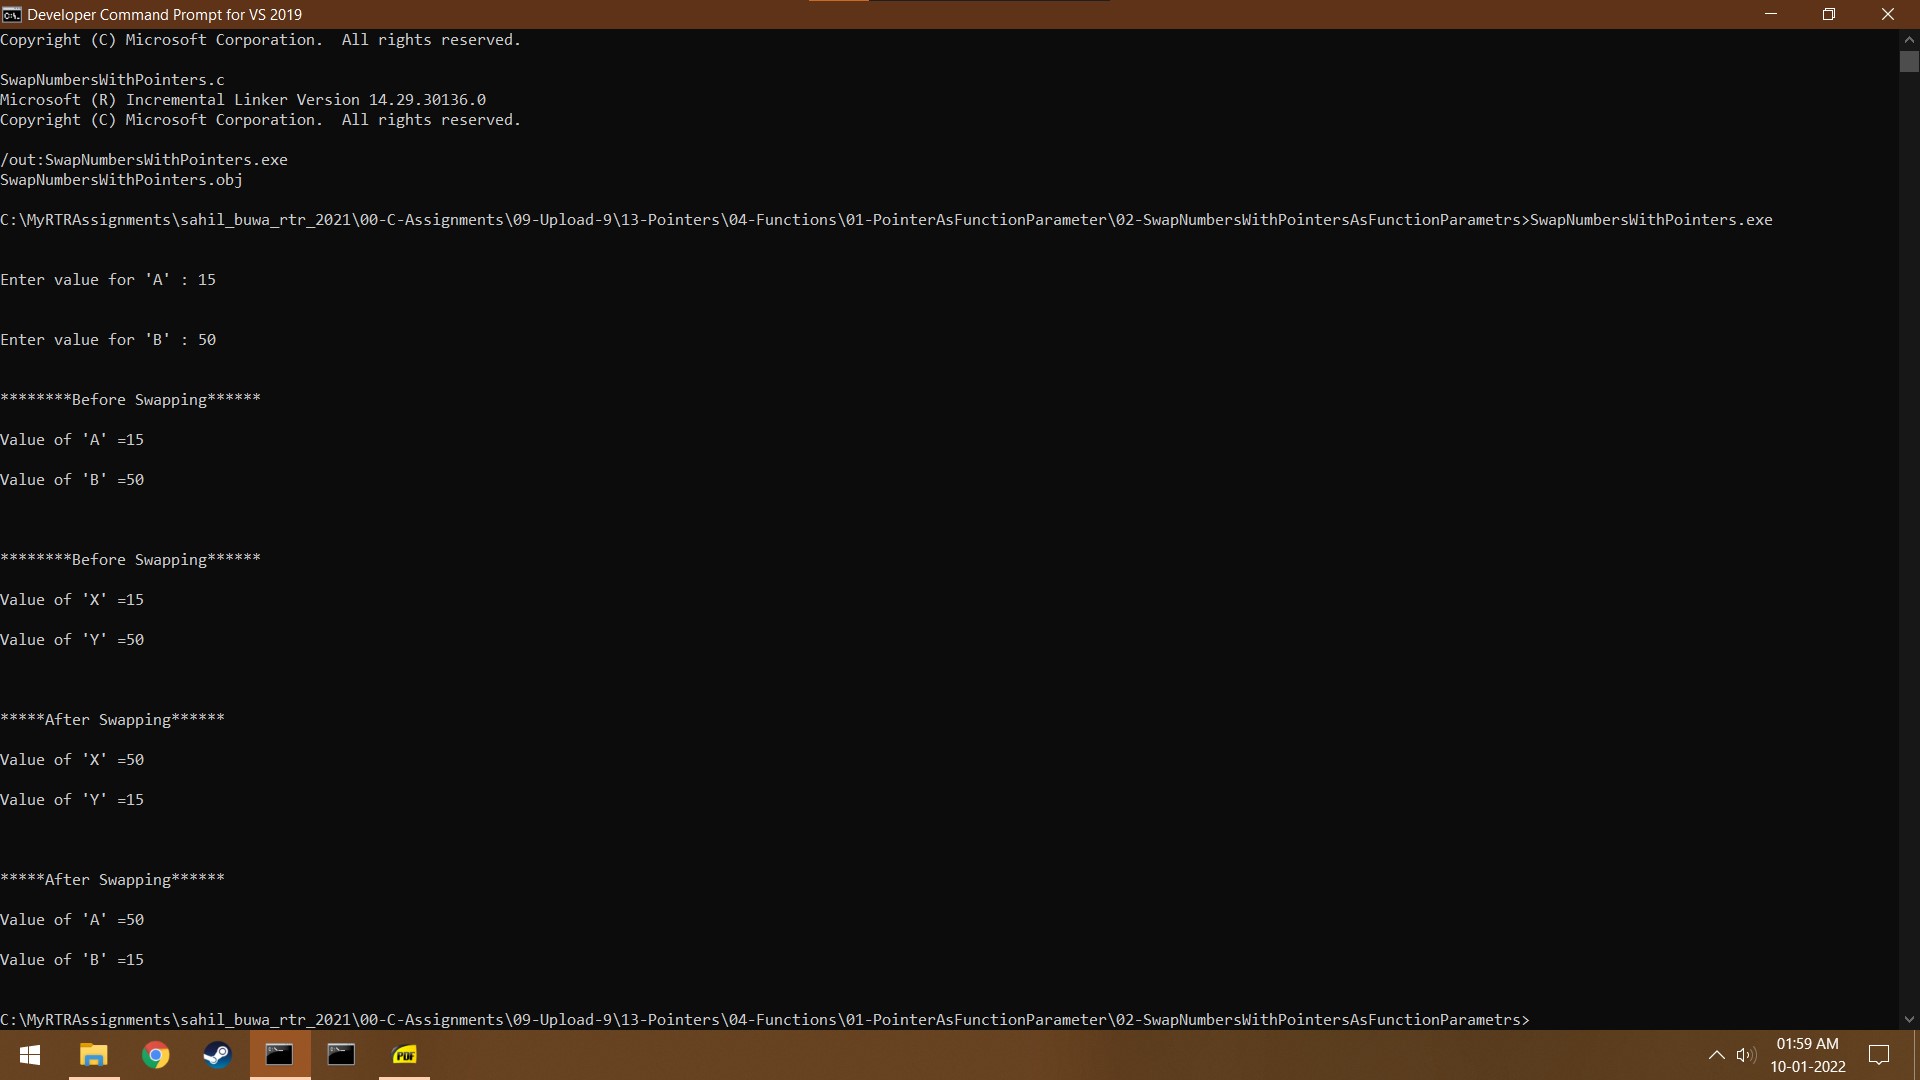 Developer Command Prompt for VS 2019
Copyright (C) Microsoft Corporation.  All rights reserved.
SwapNumbersWithPointers.c
Microsoft (R) Incremental Linker Version 14.29.30136.0
Copyright (C) Microsoft Corporation.  All rights reserved.
/out:SwapNumbersWithPointers.exe
SwapNumbersWithPointers.obj
C:\MyRTRAssignments\sahil_buwa_rtr_2021\00-C-Assignments\09-Upload-9\13-Pointers\04-Functions\01-PointerAsFunctionParameter\02-SwapNumbersWithPointersAsFunctionParametrs>SwapNumbersWithPointers.exe
Enter value for 'A' : 15
Enter value for 'B' : 50
********Before Swapping******
Value of 'A' =15
Value of 'B' =50
********Before Swapping******
Value of 'X' =15
Value of 'Y' =50
*****After Swapping******
Value of 'X' =50
Value of 'Y' =15
*****After Swapping******
Value of 'A' =50
Value of 'B' =15
C:\MyRTRAssignments\sahil_buwa_rtr_2021\00-C-Assignments\09-Upload-9\13-Pointers\04-Functions\01-PointerAsFunctionParameter\02-SwapNumbersWithPointersAsFunctionParametrs>
PDF
01:59 AM
10-01-2022